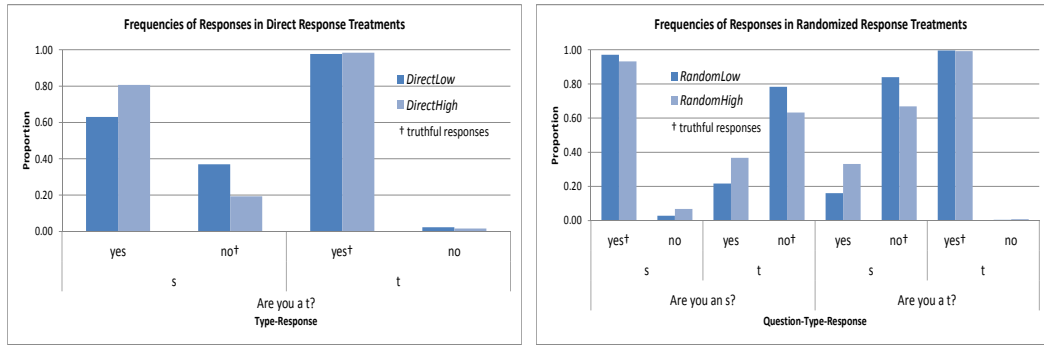 Frequencies of Responses in Direct Response Treatments
1.00
0.80
0.60
0.40
0.20
0.00
Proportion
DirectLow
DirectHigh
† truthful responses
yes no† yes† no
s t
Are you a t?
Type-Response
Frequencies of Responses in Randomized Response Treatments
1.00
0.80
0.60
0.40
0.20
0.00
Proportion
RandomLow
RandomHigh
† truthful responses
yes† no yes no† yes no† yes† no
s t s t
Are you an s? Are you a t?
Question-Type-Response